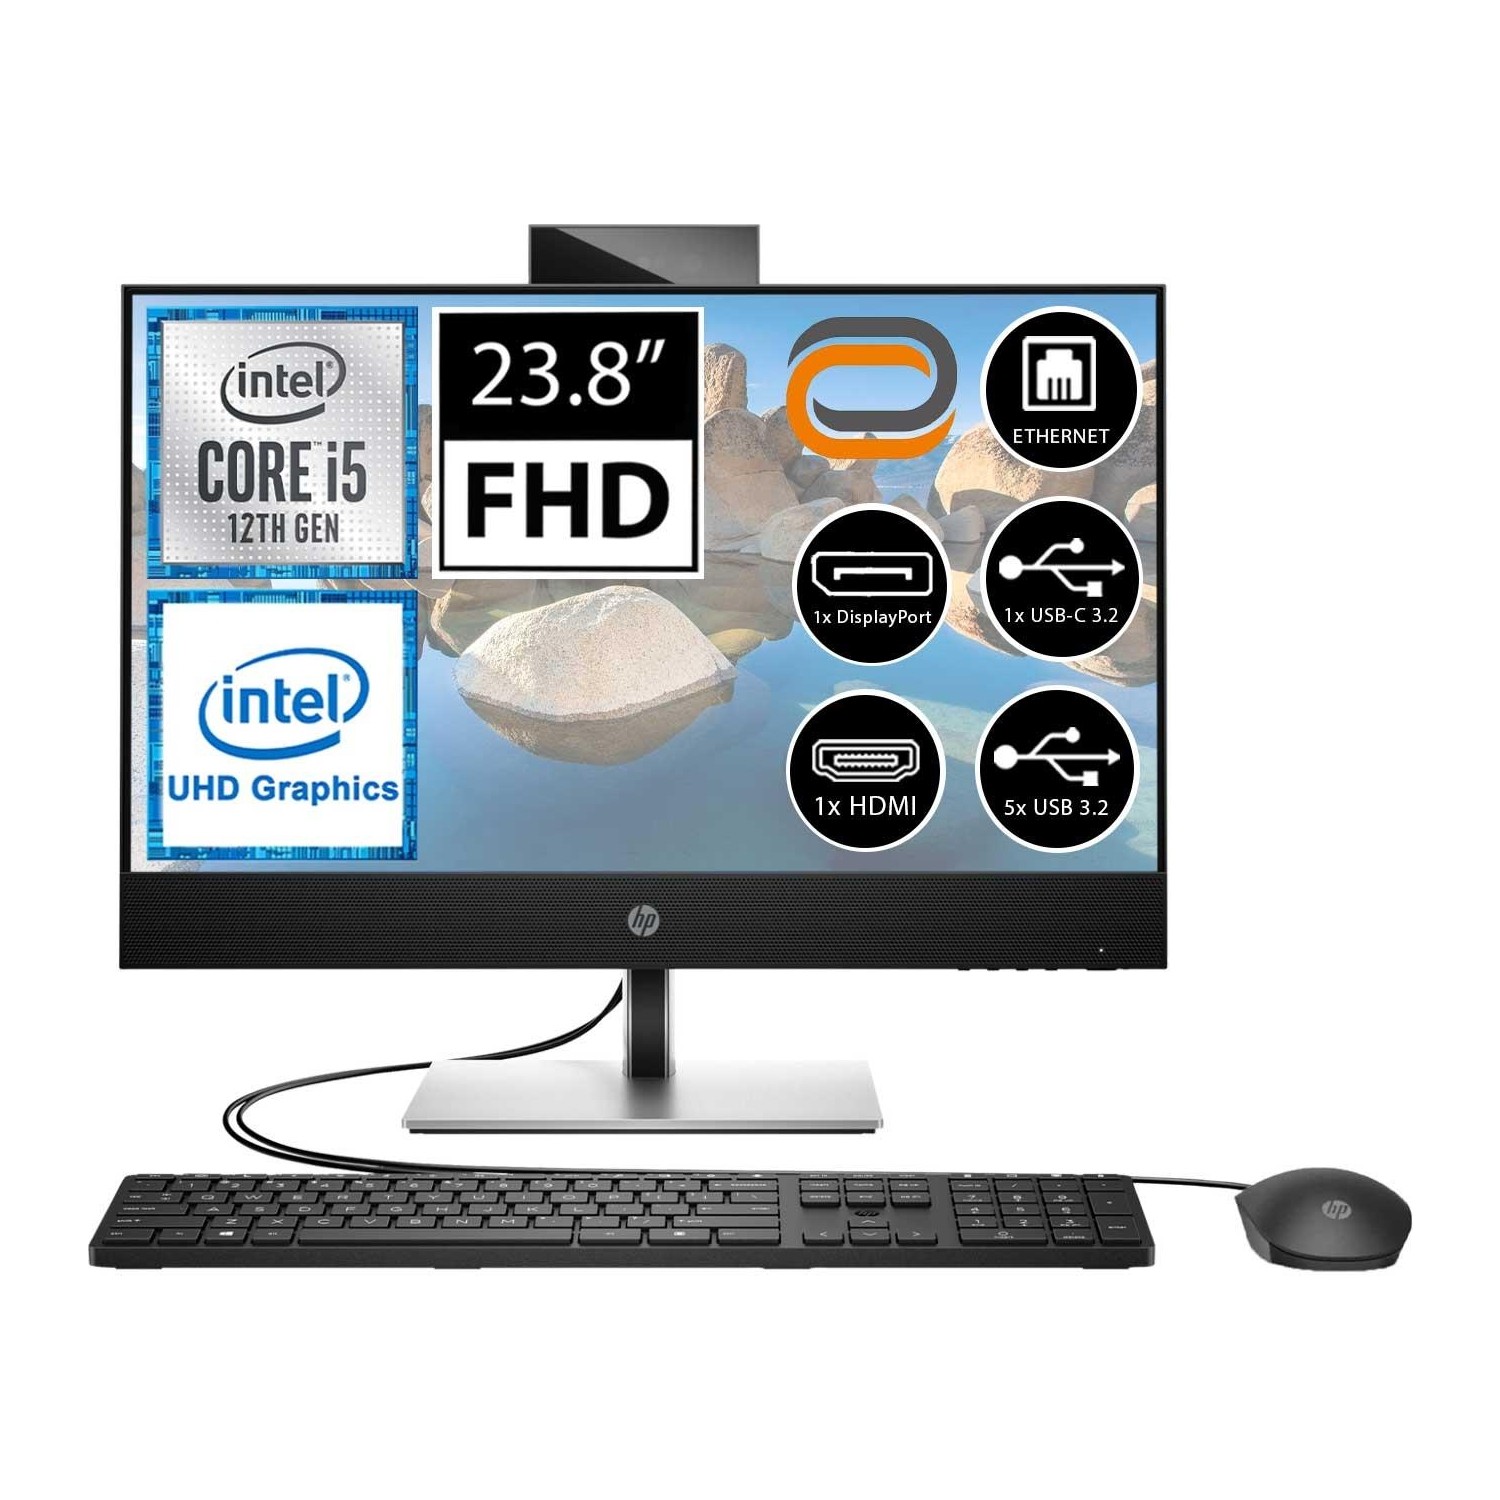 intel®
CORE™ i5
12TH GEN
23.8”
FHD
ETHERNET
1x DisplayPort
1x USB-C 3.2
intel®
UHD Graphics
1x HDMI
5x USB 3.2
hp
Q W E R T Y U I O P
A S D F G H J K L
Z X C V B N M
hp